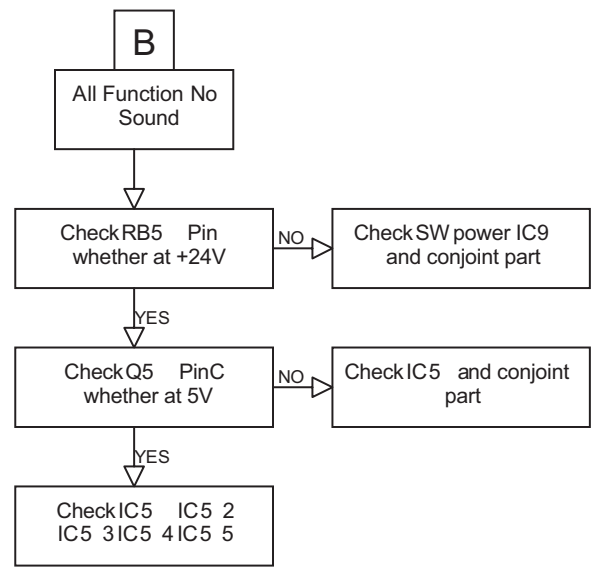 B
All Function No
Sound
Check RB5 Pin
whether at +24V
NO
Check SW power IC9
and conjoint part
YES
Check Q5 PinC
whether at 5V
NO
Check IC5 and conjoint
part
YES
Check IC5 IC5 2
IC5 3 IC5 4 IC5 5